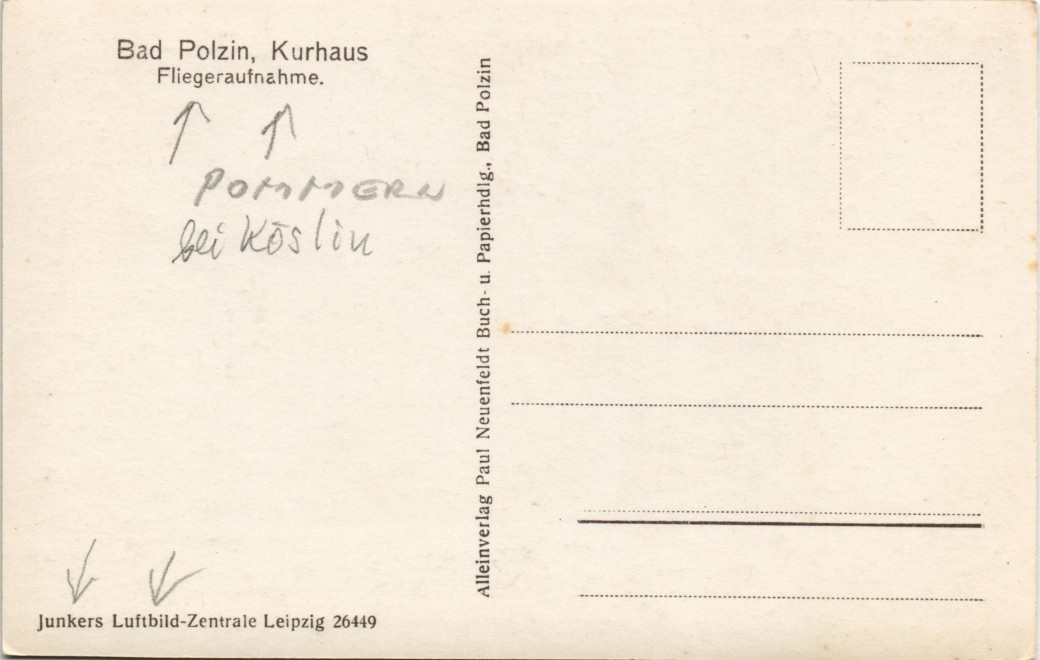 Bad Polzin, Kurhaus
Fliegeraufnahme.
POMMERN
bei Köslin
Alleinverlag Paul Neuenfeldt Buch- u. Papierhdlg., Bad Polzin
Junkers Luftbild-Zentrale Leipzig 26449